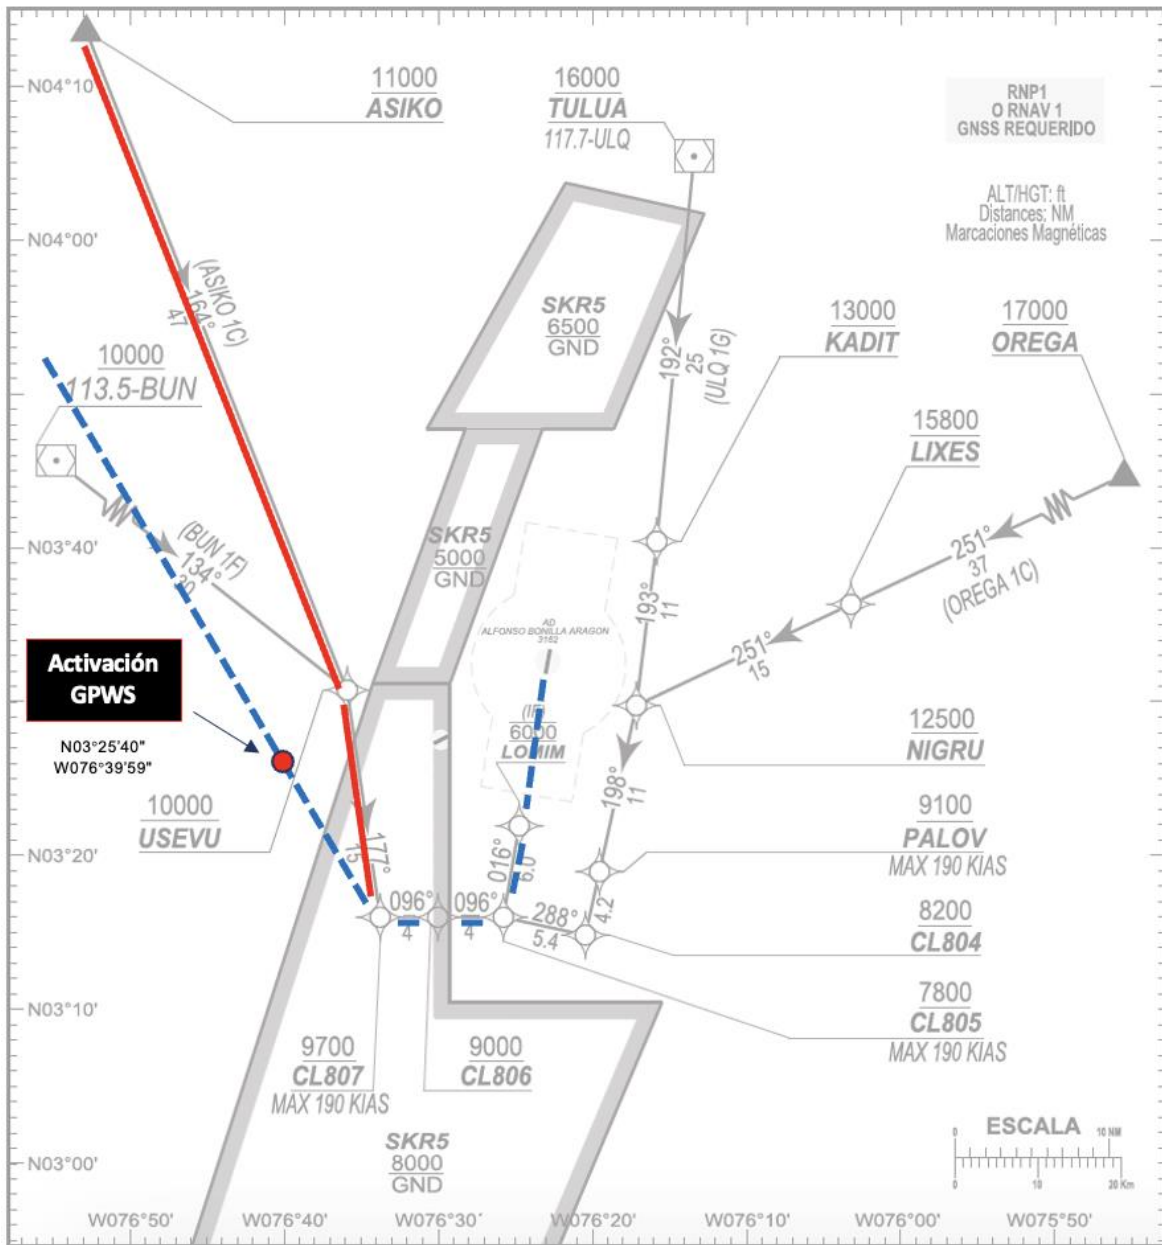 N04°10'
11000
ASIKO
16000
TULUA
117.7-ULQ
RNP1
O RNAV 1
GNSS REQUERIDO
ALT/HGT: ft
Distances: NM
Marcaciones Magnéticas
N04°00'
(ASIKO 1C)
164°
47
SKR5
6500
GND
192°
25
(ULQ 1G)
13000
KADIT
17000
OREGA
10000
113.5-BUN
15800
LIXES
(BUN 1F)
134°
30
N03°40'
SKR5
5000
GND
193°
11
251°
37
(OREGA 1C)
AD
ALFONSO BONILLA ARAGON
3162
251°
15
Activación
GPWS
N03°25'40"
W076°39'59"
(IF)
6000
LOMIM
12500
NIGRU
198°
11
10000
USEVU
9100
PALOV
MAX 190 KIAS
N03°20'
177°
15
016°
6.0
096°
4
096°
4
288°
5.4
4.2
8200
CL804
7800
CL805
MAX 190 KIAS
N03°10'
9700
CL807
MAX 190 KIAS
9000
CL806
SKR5
8000
GND
ESCALA
0
10 NM
0
10
20 Km
N03°00'
W076°50'
W076°40'
W076°30'
W076°20'
W076°10'
W076°00'
W075°50'